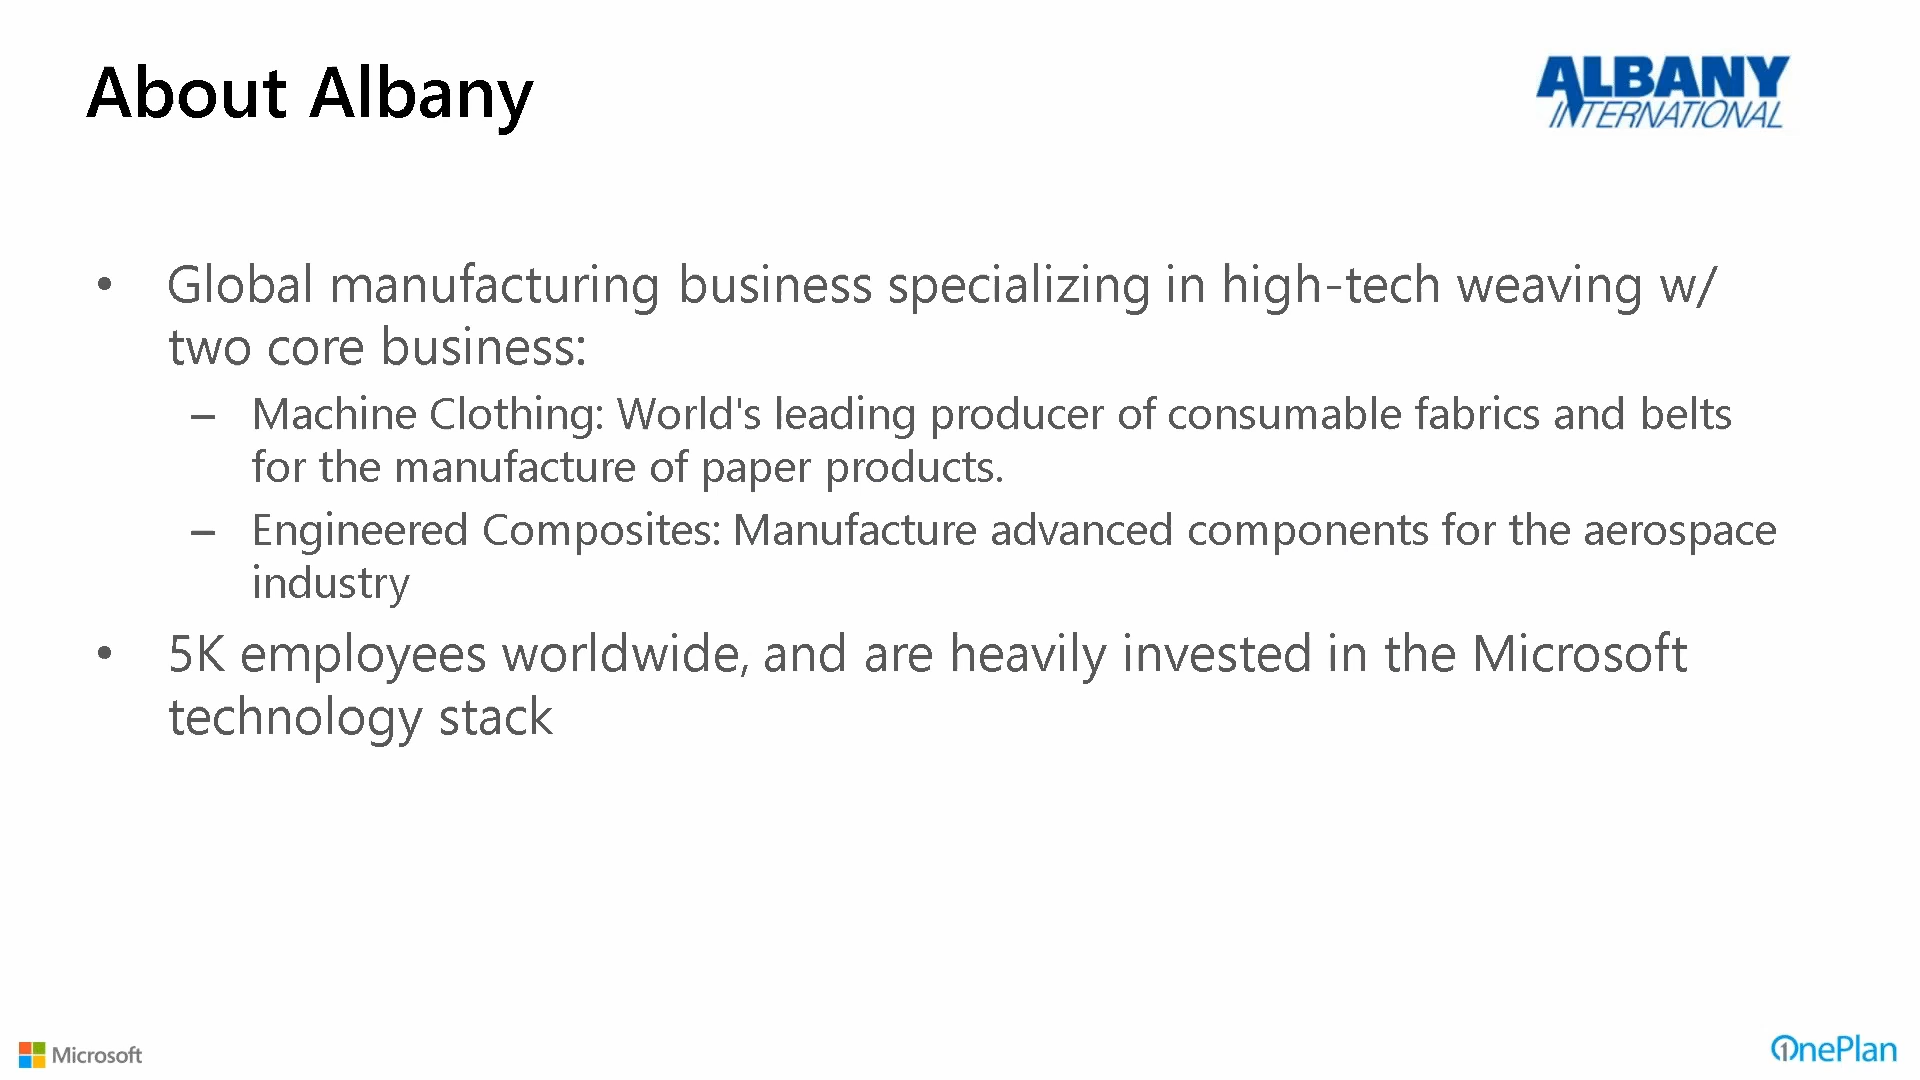 About Albany
ALBANY
INTERNATIONAL
• Global manufacturing business specializing in high-tech weaving w/
two core business:
– Machine Clothing: World's leading producer of consumable fabrics and belts
for the manufacture of paper products.
– Engineered Composites: Manufacture advanced components for the aerospace
industry
• 5K employees worldwide, and are heavily invested in the Microsoft
technology stack
Microsoft
OnePlan